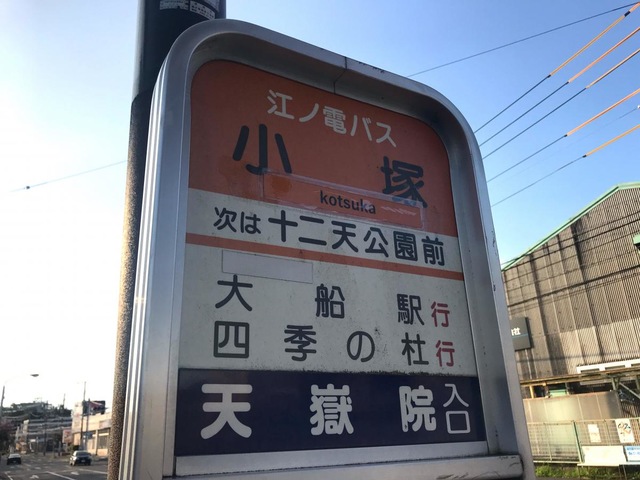 江ノ電バス
小塚
kotsuka
次は十二天公園前
大船駅行
四季の杜行
天嶽院入口